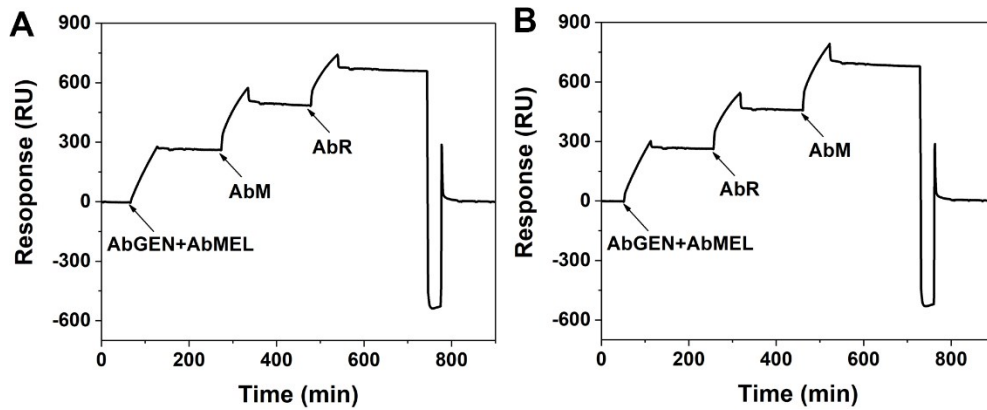 A
900
600
300
0
-300
-600
Resoponse (RU)
AbR
AbM
AbGEN+AbMEL
0 200 400 600 800
Time (min)
B
900
600
300
0
-300
-600
Response (RU)
AbM
AbR
AbGEN+AbMEL
0 200 400 600 800
Time (min)